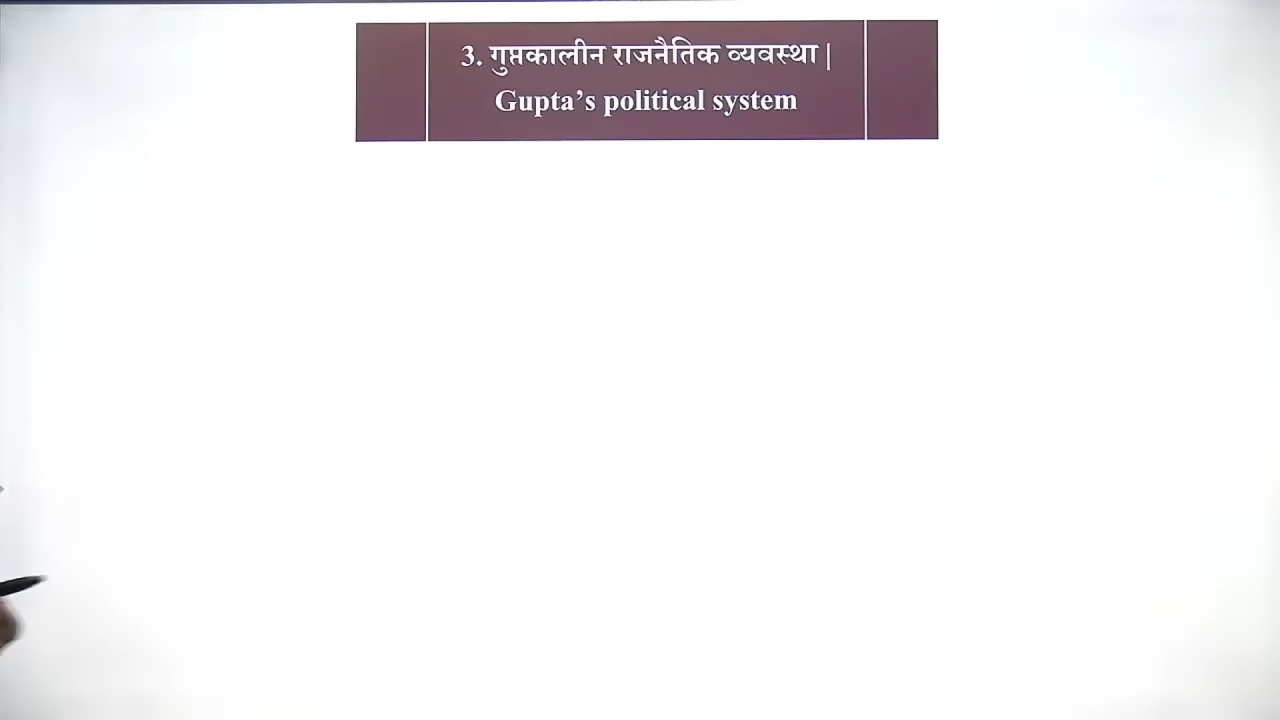 3. गुप्तकालीन राजनैतिक व्यवस्था |
Gupta’s political system